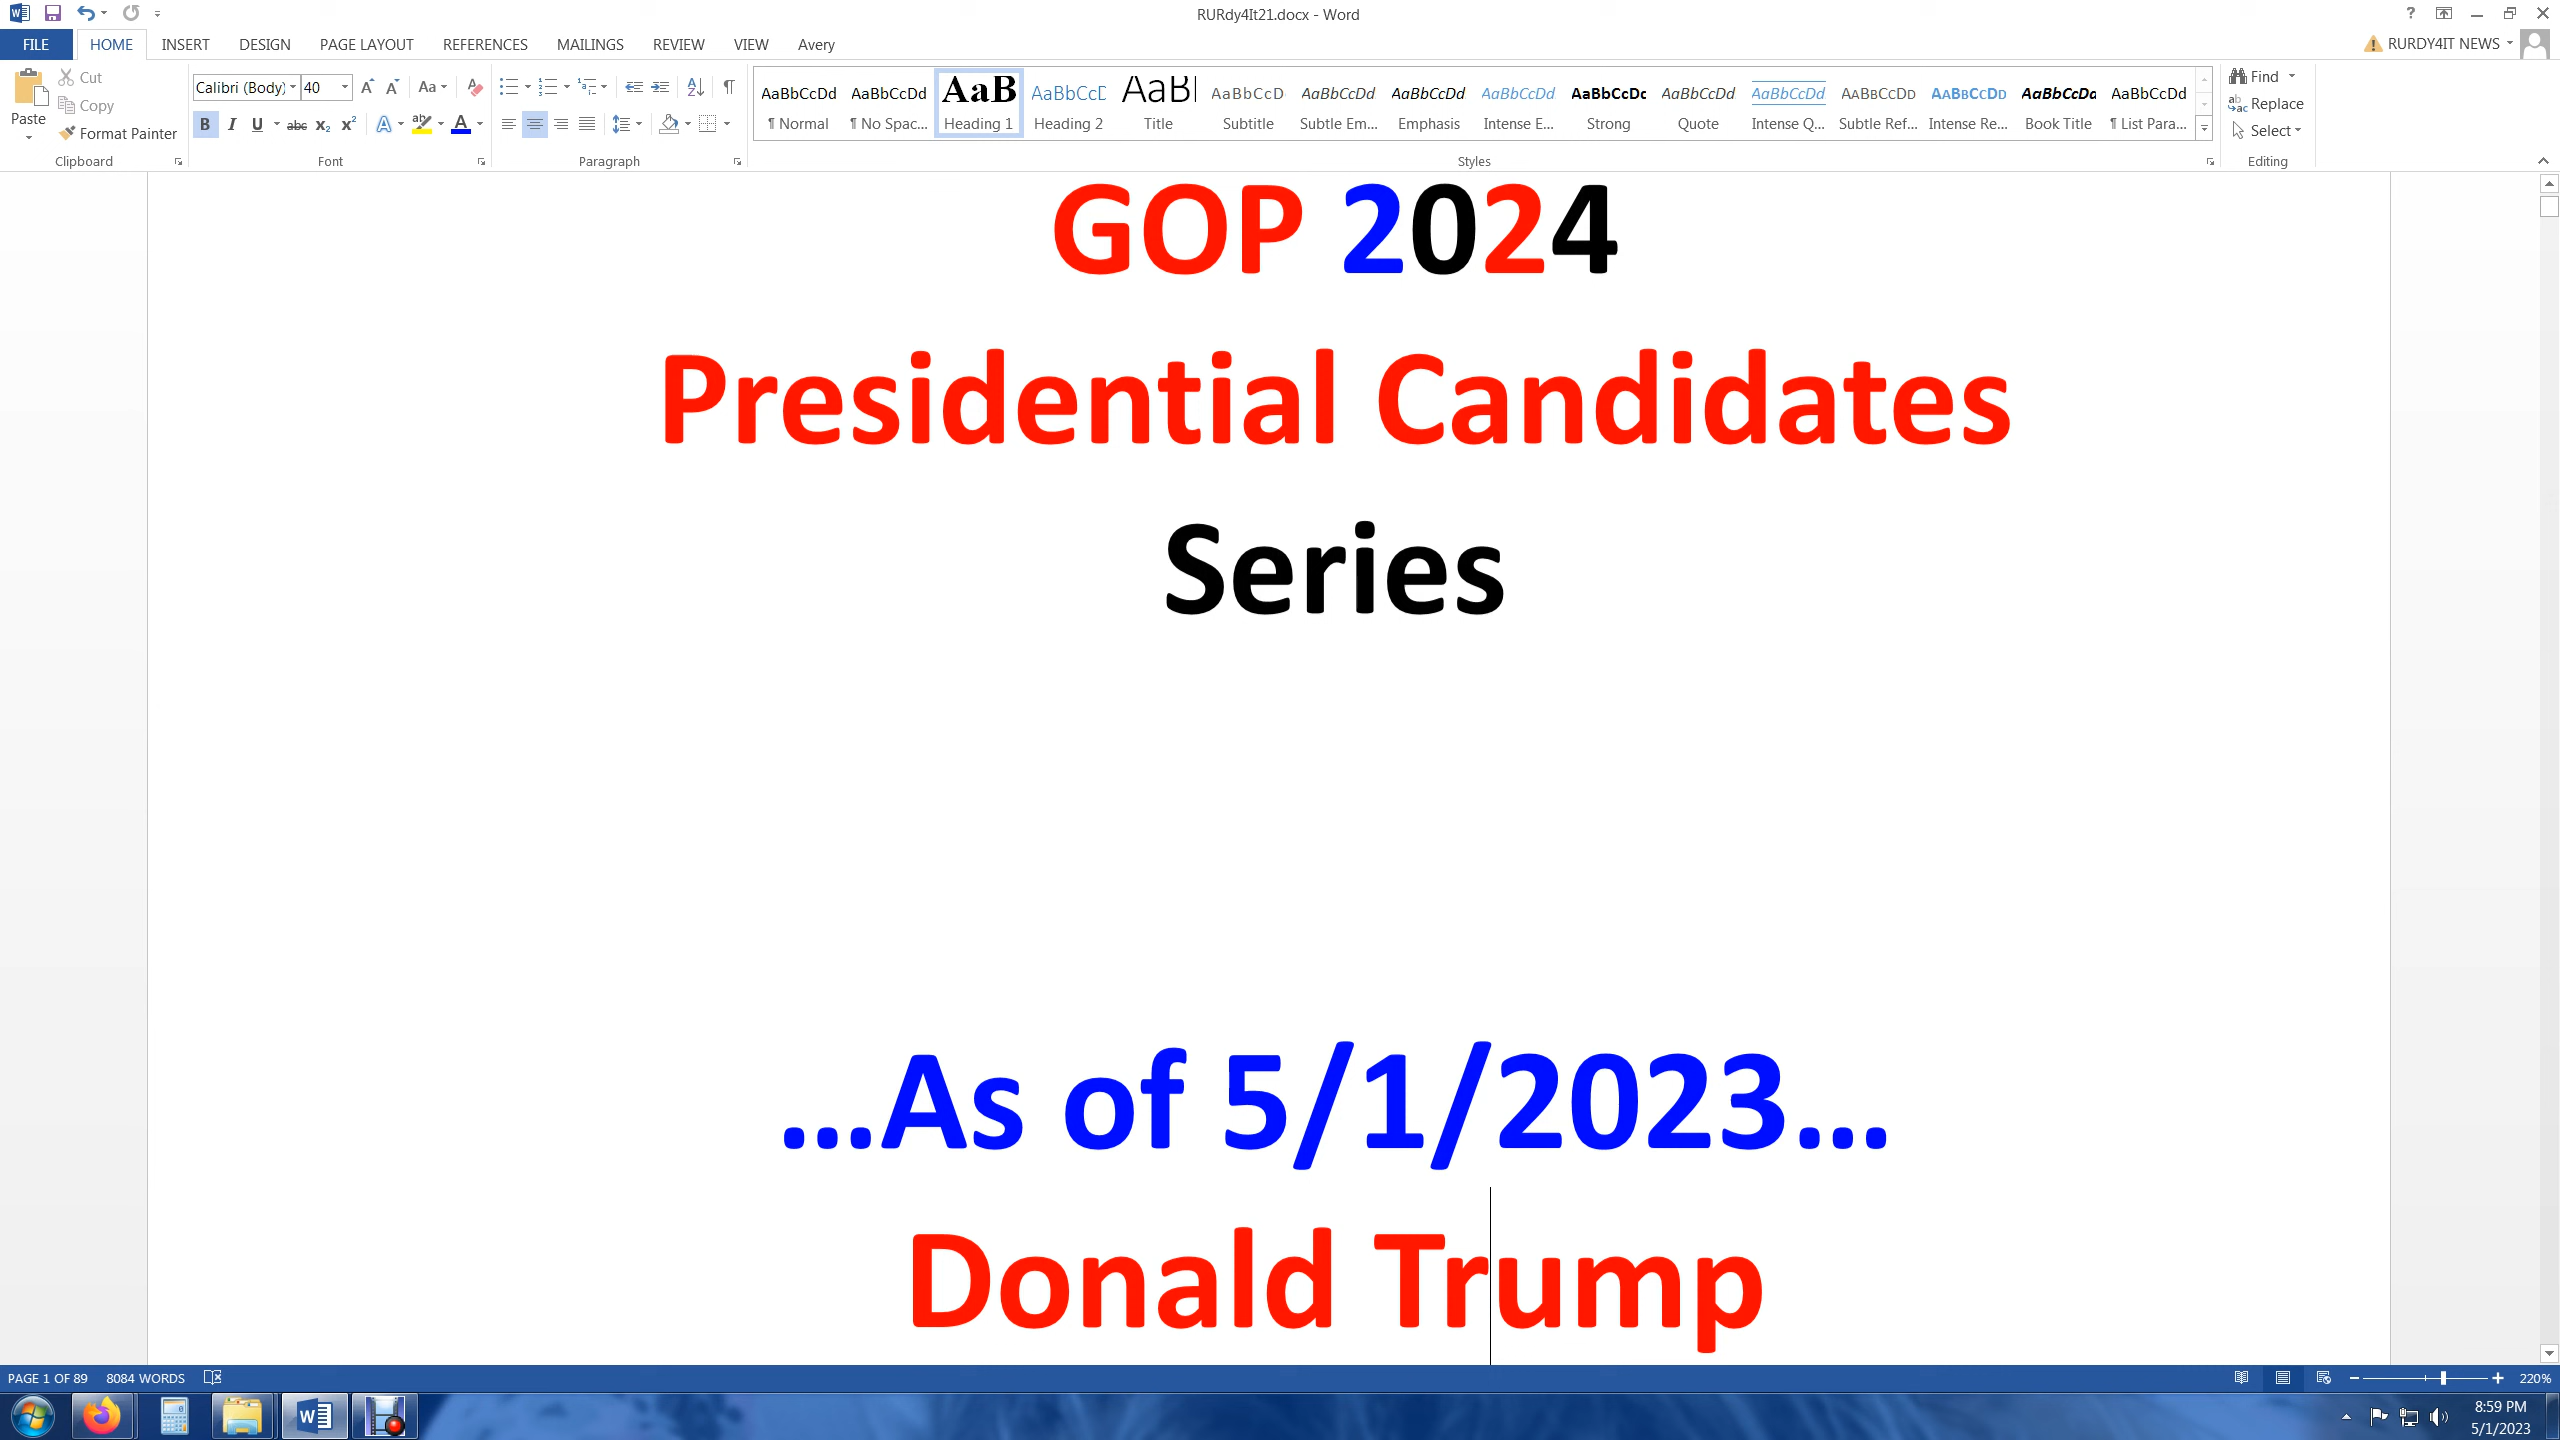 RURdy4It21.docx - Word
FILE HOME INSERT DESIGN PAGE LAYOUT REFERENCES MAILINGS REVIEW VIEW Avery
RURDY4IT NEWS
Paste
Cut
Copy
Format Painter
Clipboard
Calibri (Body) 40
Font
Paragraph
AaBbCcDd AaBbCcDd AaB AaBbCcD AaB AaBbCcD AaBbCcDd AaBbCcDd AaBbCcDd AaBbCcDc AaBbCcDd AaBbCcDd AaBbCcDd AaBbCcDd AaBbCcDd AaBbCcDd
¶ Normal ¶ No Spac... Heading 1 Heading 2 Title Subtitle Subtle Em... Emphasis Intense E... Strong Quote Intense Q... Subtle Ref... Intense Re... Book Title ¶ List Para...
Styles
Find
Replace
Select
Editing
GOP 2024
Presidential Candidates
Series
...As of 5/1/2023...
Donald Trump
PAGE 1 OF 89 8084 WORDS
220%
8:59 PM
5/1/2023